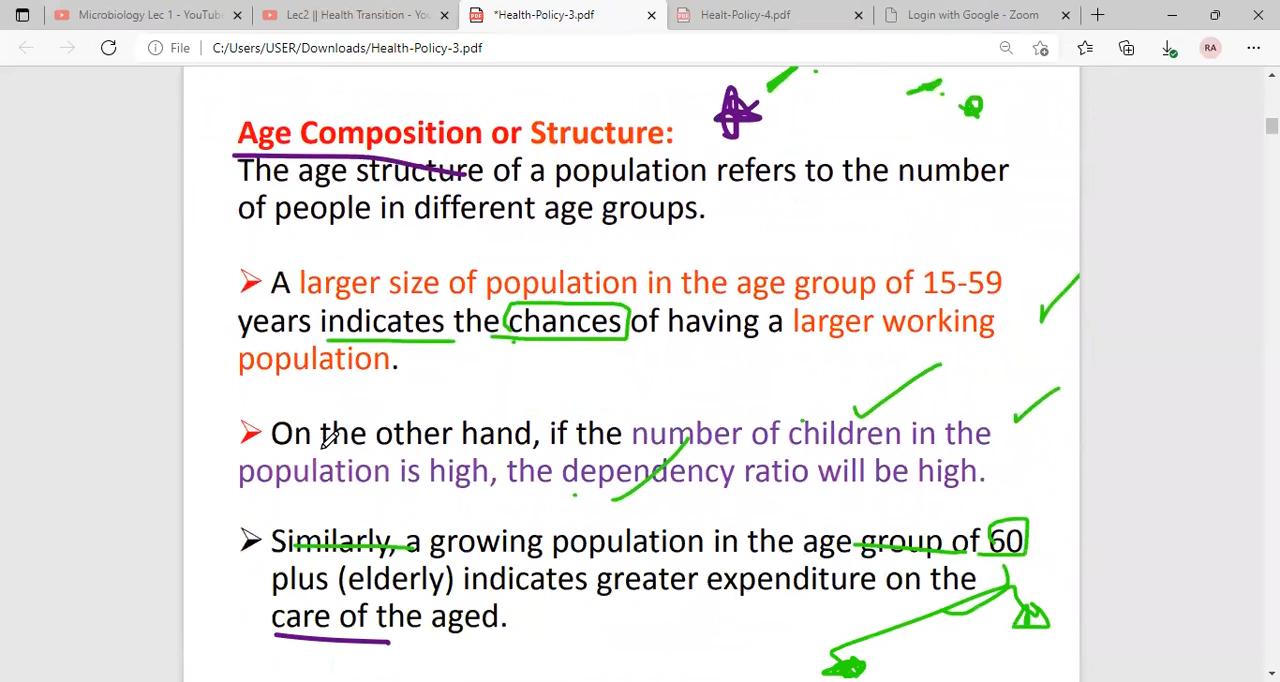 Microbiology Lec 1 - YouTub
Lec2 || Health Transition - You
*Health-Policy-3.pdf
Healt-Policy-4.pdf
Login with Google - Zoom
File
C:/Users/USER/Downloads/Health-Policy-3.pdf
RA
Age Composition or Structure:
The age structure of a population refers to the number
of people in different age groups.
A larger size of population in the age group of 15-59
years indicates the chances of having a larger working
population.
On the other hand, if the number of children in the
population is high, the dependency ratio will be high.
Similarly, a growing population in the age group of 60
plus (elderly) indicates greater expenditure on the
care of the aged.